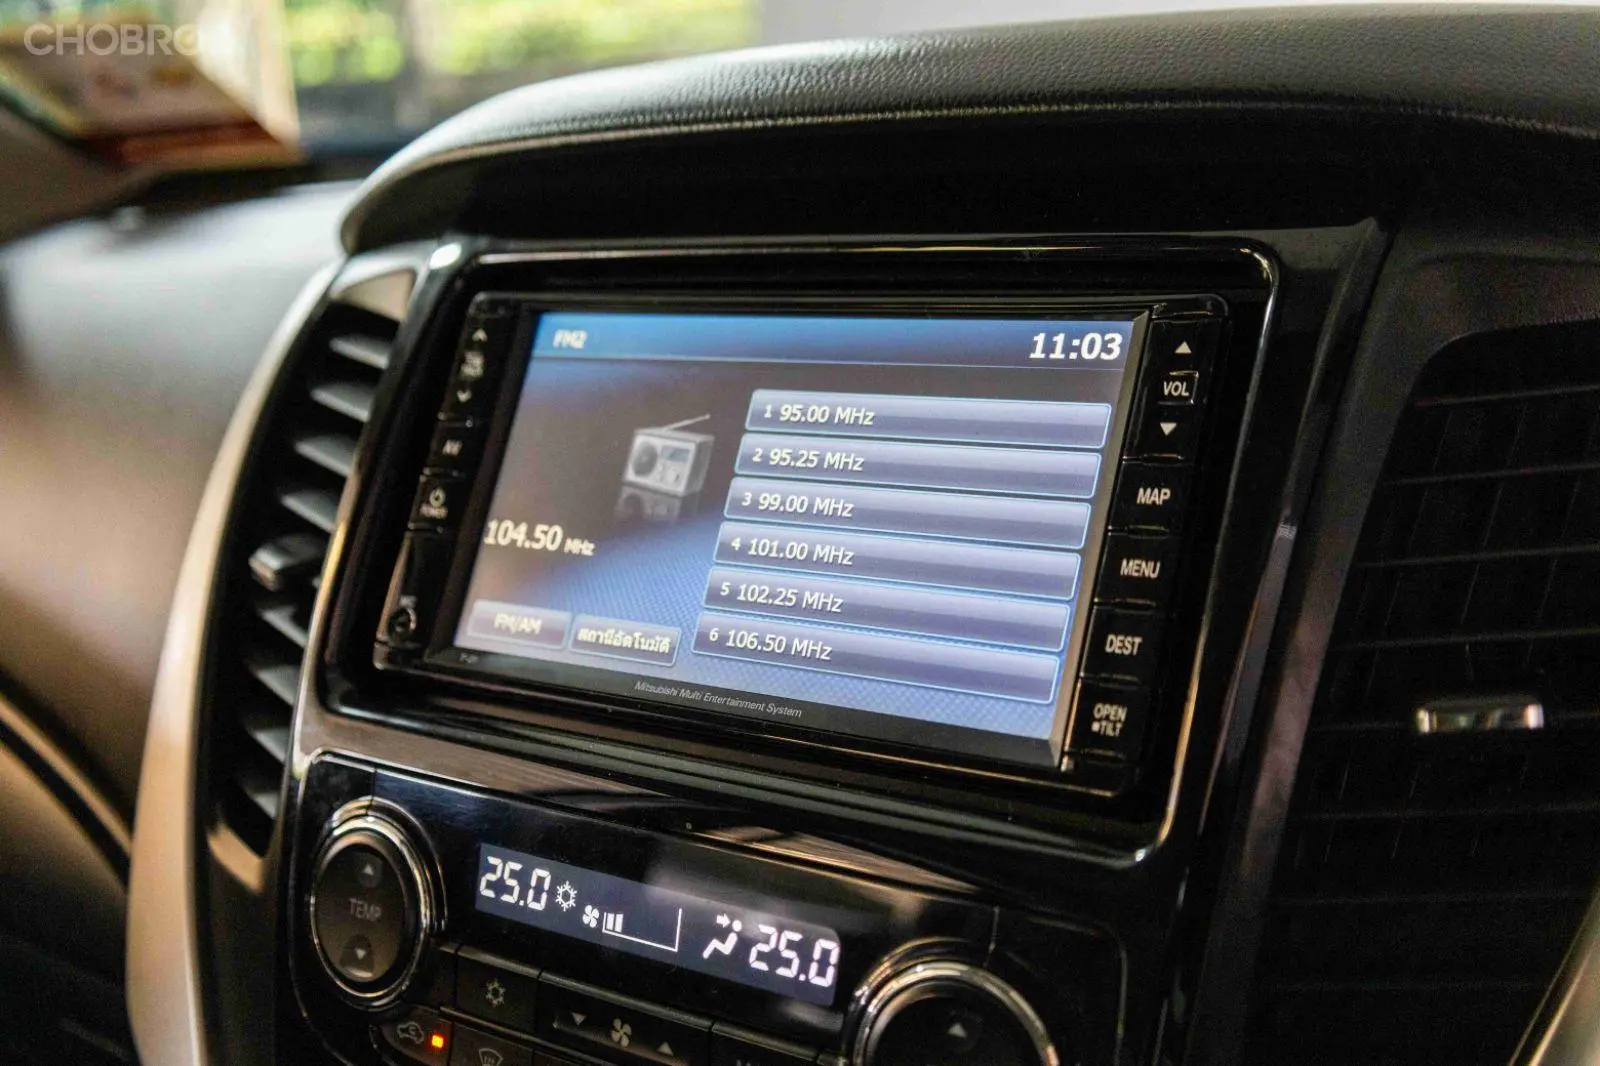 FM2
11:03
1 95.00 MHz
2 95.25 MHz
3 99.00 MHz
4 101.00 MHz
5 102.25 MHz
6 106.50 MHz
104.50 MHz
FM/AM
สถานีอัตโนมัติ
Mitsubishi Multi Entertainment System
AV
POWER
VOL
MAP
MENU
DEST
OPEN
TILT
25.0
25.0
TEMP